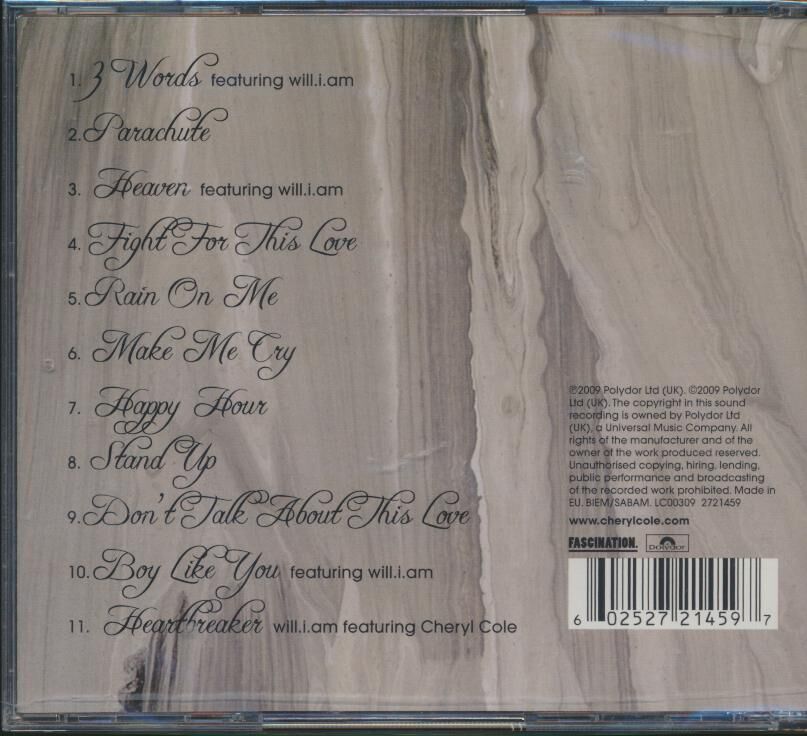 1. 3 Words featuring will.i.am
2. Parachute
3. Heaven featuring will.i.am
4. Fight For This Love
5. Rain On Me
6. Make Me Cry
7. Happy Hour
8. Stand Up
9. Don't Talk About This Love
10. Boy Like You featuring will.i.am
11. Heartbreaker will.i.am featuring Cheryl Cole
℗2009 Polydor Ltd (UK). ©2009 Polydor
Ltd (UK). The copyright in this sound
recording is owned by Polydor Ltd
(UK), a Universal Music Company. All
rights of the manufacturer and of the
owner of the work produced reserved.
Unauthorised copying, hiring, lending,
public performance and broadcasting
of the recorded work prohibited. Made in
EU. BIEM/SABAM. LC00309 2721459
www.cherylcole.com
FASCINATION. Polydor
6 02527 21459 7